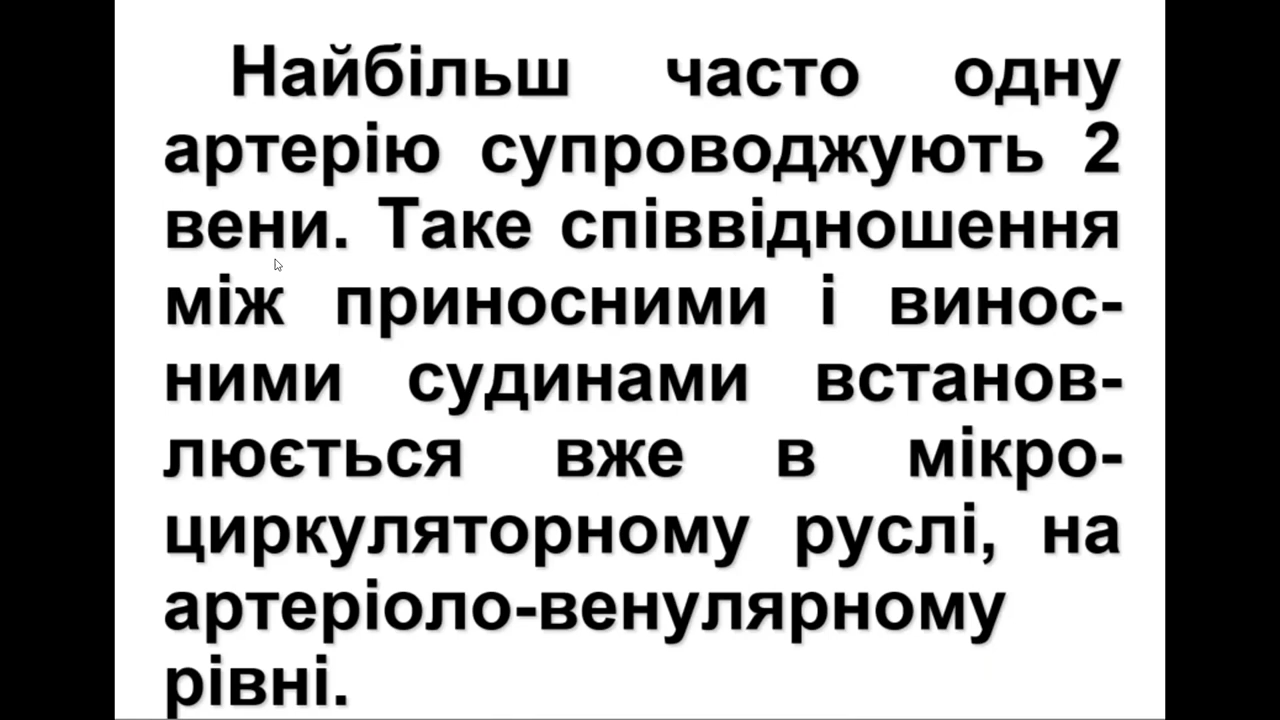 Найбільш часто одну
артерію супроводжують 2
вени. Таке співвідношення
між приносними і винос-
ними судинами встанов-
люється вже в мікро-
циркуляторному руслі, на
артеріоло-венулярному
рівні.